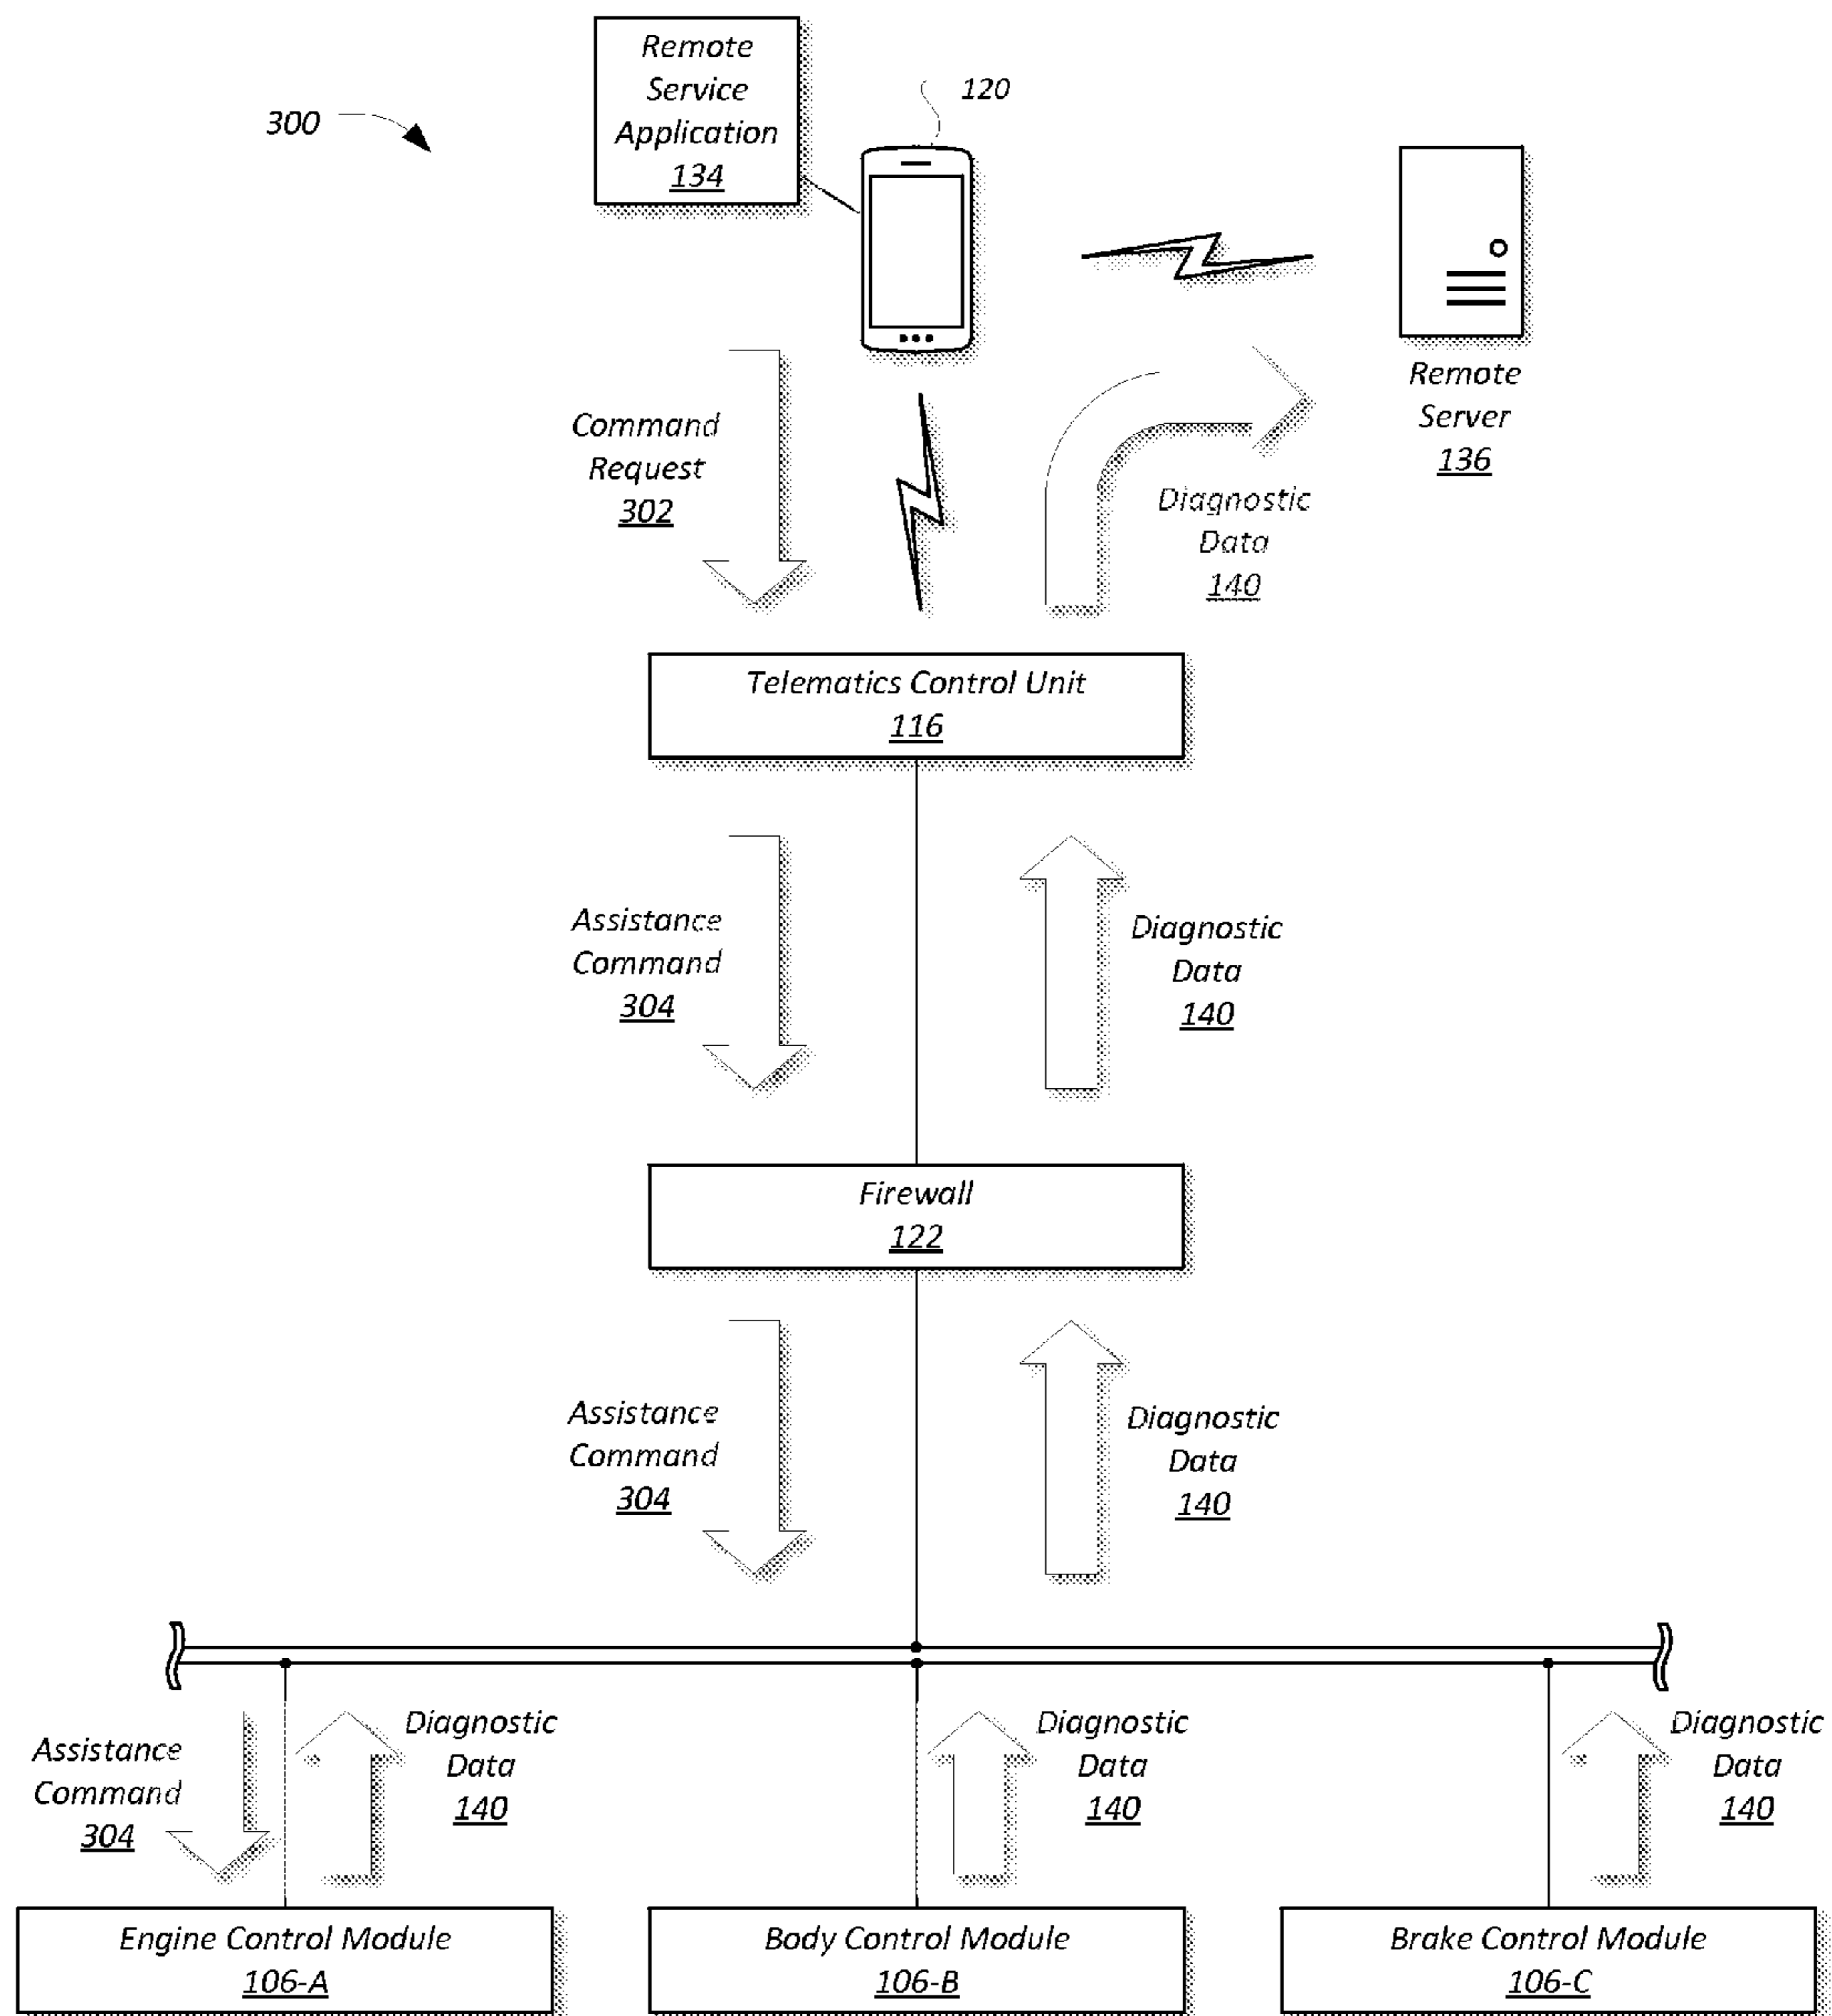 Remote
Service
Application
134
120
300
Remote
Server
136
Command
Request
302
Diagnostic
Data
140
Telematics Control Unit
116
Assistance
Command
304
Diagnostic
Data
140
Firewall
122
Assistance
Command
304
Diagnostic
Data
140
Assistance
Command
304
Diagnostic
Data
140
Diagnostic
Data
140
Diagnostic
Data
140
Engine Control Module
106-A
Body Control Module
106-B
Brake Control Module
106-C